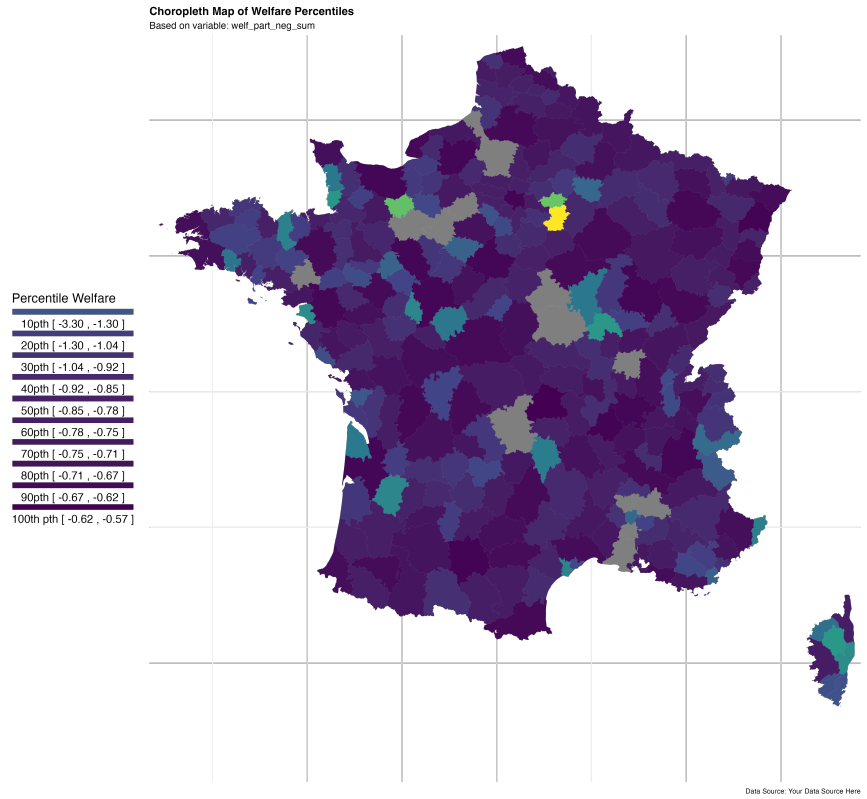 Choropleth Map of Welfare Percentiles
Based on variable: welf_part_neg_sum
Percentile Welfare
10pth [ -3.30 , -1.30 ]
20pth [ -1.30 , -1.04 ]
30pth [ -1.04 , -0.92 ]
40pth [ -0.92 , -0.85 ]
50pth [ -0.85 , -0.78 ]
60pth [ -0.78 , -0.75 ]
70pth [ -0.75 , -0.71 ]
80pth [ -0.71 , -0.67 ]
90pth [ -0.67 , -0.62 ]
100th pth [ -0.62 , -0.57 ]
Data Source: Your Data Source Here